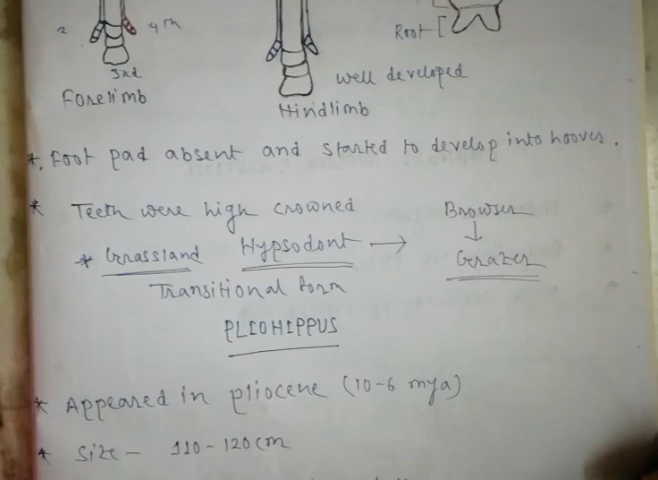 2 4th
Root
3rd
well developed
Forelimb
Hindlimb
*. Foot pad absent and started to develop into hooves.
* Teeth were high crowned
Browser
* Grassland Hypsodont → Grazer
Transitional form
PLIOHIPPUS
* Appeared in pliocene (10-6 mya)
* Size - 110-120 cm